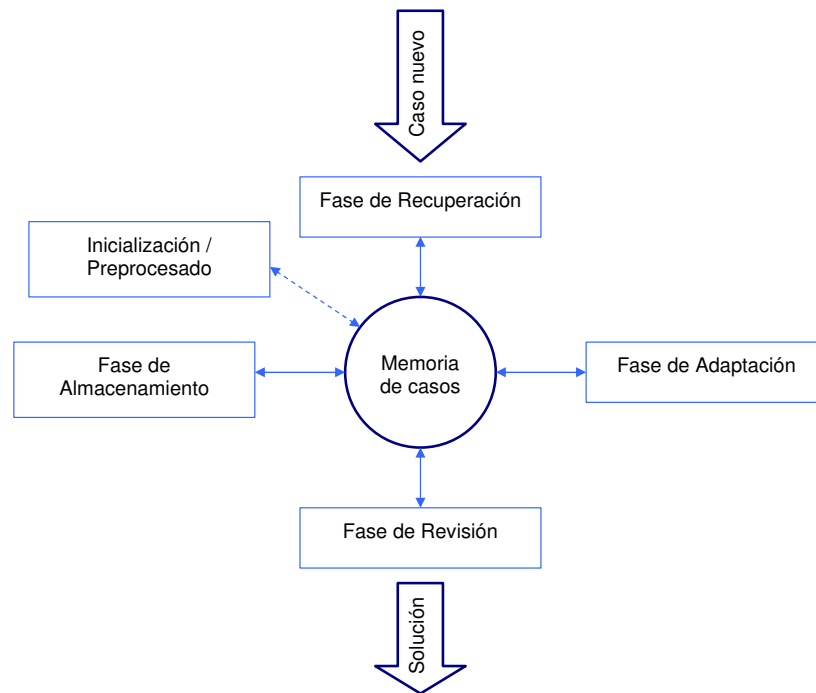 Caso nuevo
Fase de Recuperación
Inicialización /
Preprocesado
Fase de
Almacenamiento
Memoria
de casos
Fase de Adaptación
Fase de Revisión
Solución